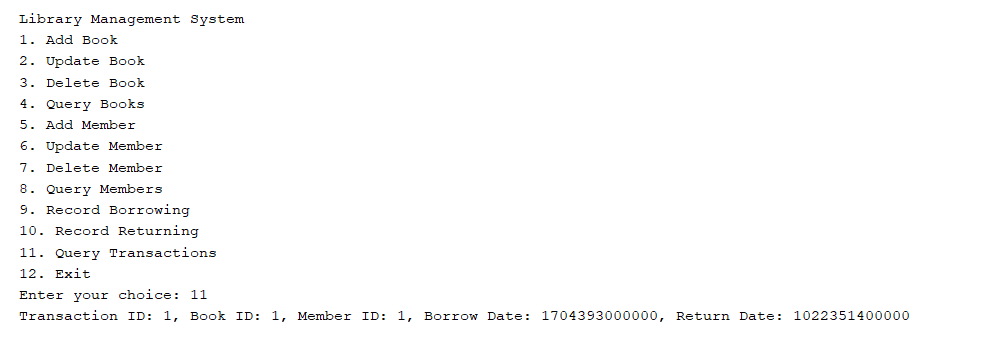 Library Management System
1. Add Book
2. Update Book
3. Delete Book
4. Query Books
5. Add Member
6. Update Member
7. Delete Member
8. Query Members
9. Record Borrowing
10. Record Returning
11. Query Transactions
12. Exit
Enter your choice: 11
Transaction ID: 1, Book ID: 1, Member ID: 1, Borrow Date: 1704393000000, Return Date: 1022351400000